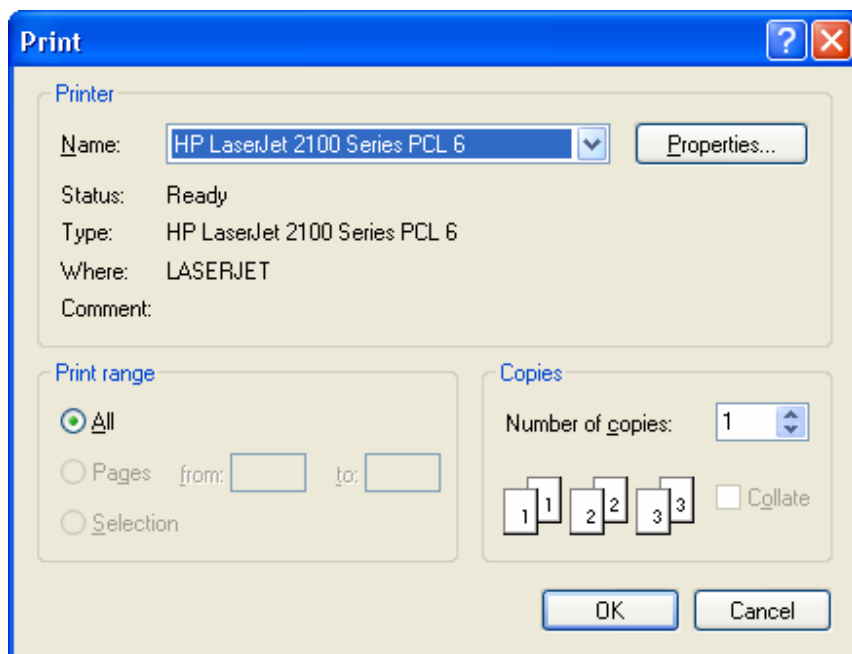 Print
Printer
Name: HP LaserJet 2100 Series PCL 6 Properties...
Status: Ready
Type: HP LaserJet 2100 Series PCL 6
Where: LASERJET
Comment:
Print range
All
Pages from: to:
Selection
Copies
Number of copies: 1
1 1 2 2 3 3 Collate
OK Cancel